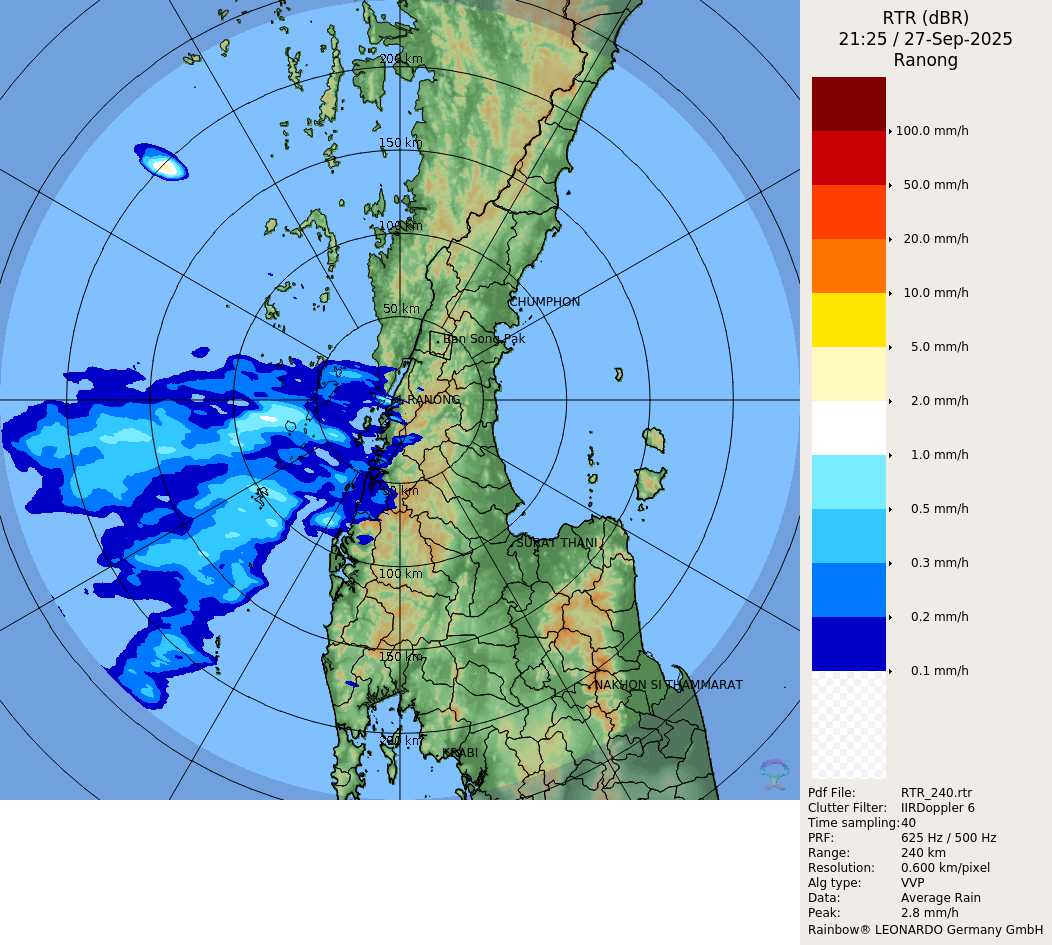 RTR (dBR)
21:25 / 27-Sep-2025
Ranong
200 km
150 km
100 km
50 km
CHUMPHON
Ban Song Pak
RANONG
50 km
SURAT THANI
100 km
150 km
NAKHON SI THAMMARAT
200 km
KRABI
100.0 mm/h
50.0 mm/h
20.0 mm/h
10.0 mm/h
5.0 mm/h
2.0 mm/h
1.0 mm/h
0.5 mm/h
0.3 mm/h
0.2 mm/h
0.1 mm/h
Pdf File: RTR_240.rtr
Clutter Filter: IIRDoppler 6
Time sampling:40
PRF: 625 Hz / 500 Hz
Range: 240 km
Resolution: 0.600 km/pixel
Alg type: VVP
Data: Average Rain
Peak: 2.8 mm/h
Rainbow® LEONARDO Germany GmbH